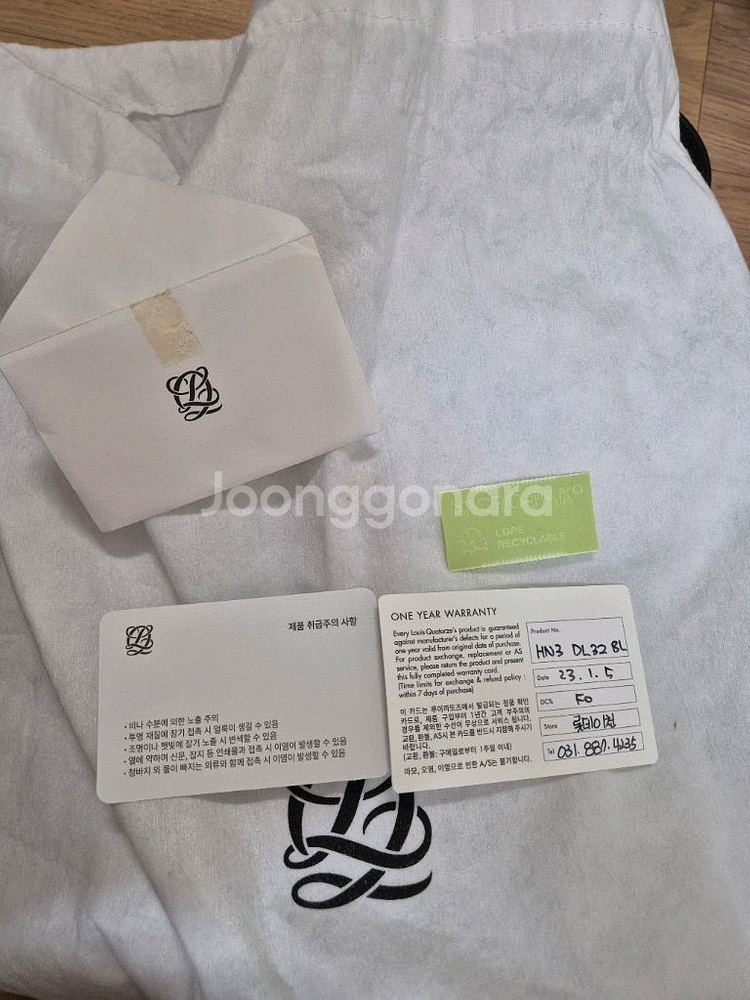 Joonggonara
LDPE
RECYCLABLE
제품 취급주의 사항
• 비나 수분에 의한 노출 주의
• 투명 재질에 장기 접촉 시 얼룩이 생길 수 있음
• 조명이나 햇빛에 장기 노출 시 변색할 수 있음
• 열에 약하며 신문, 잡지 등 인쇄물과 접촉 시 이염이 발생할 수 있음
• 청바지 외 물이 빠지는 의류와 함께 접촉 시 이염이 발생할 수 있음
ONE YEAR WARRANTY
Every Louis Quatorze's product is guaranteed
against manufacturer's defects for a period of
one year valid from original date of purchase.
For product exchange, replacement or AS
service, please return the product and present
this fully completed warranty card.
(Time limits for exchange & refund policy :
within 7 days of purchase)
이 카드는 루이까또즈에서 발급되는 정품 확인
카드로, 제품 구입부터 1년간 고객 부주의의
경우를 제외한 수선이 무상으로 서비스 됩니다.
교환,환불,AS시 본 카드를 반드시 지참해 주시기
바랍니다.
(교환, 환불: 구매일로부터 1주일 이내)
마모, 오염, 이염으로 인한 A/S는 불가합니다.
Product No.
HN3 DL32 BL
Date 23.1.5
DC% Fo
Store 롯데이천
Tel 031.887.4235